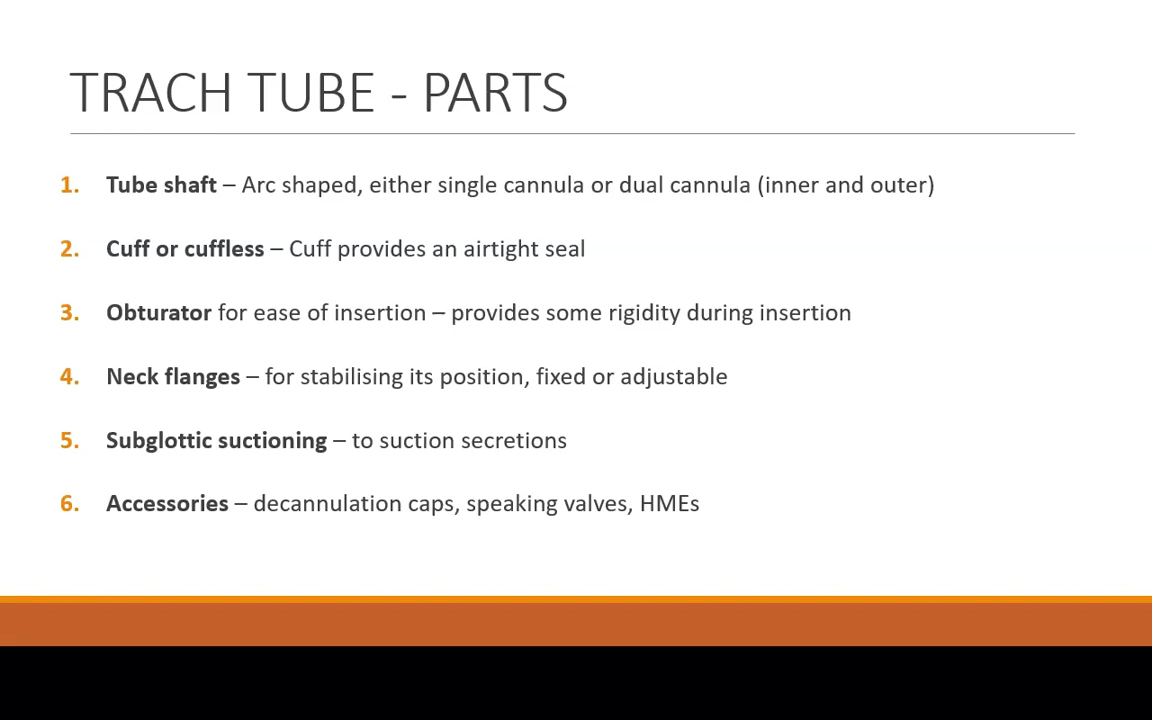 TRACH TUBE - PARTS
1. Tube shaft – Arc shaped, either single cannula or dual cannula (inner and outer)
2. Cuff or cuffless – Cuff provides an airtight seal
3. Obturator for ease of insertion – provides some rigidity during insertion
4. Neck flanges – for stabilising its position, fixed or adjustable
5. Subglottic suctioning – to suction secretions
6. Accessories – decannulation caps, speaking valves, HMEs